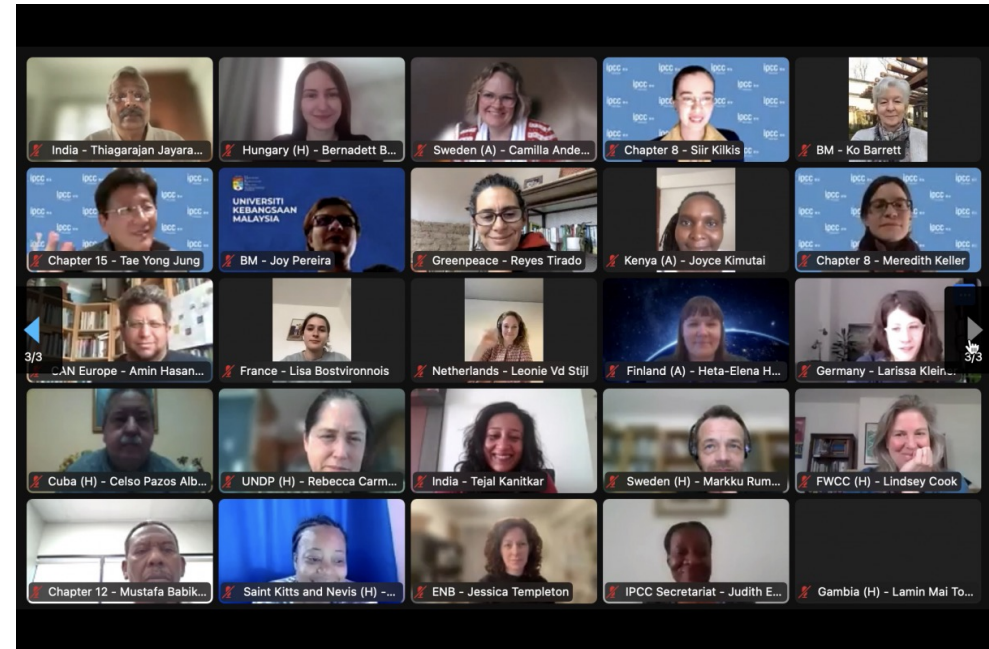 India - Thiagarajan Jayara...
Hungary (H) - Bernadett B...
Sweden (A) - Camilla Ande...
ipcc
Chapter 8 - Siir Kilkis
BM - Ko Barrett
ipcc
Chapter 15 - Tae Yong Jung
UNIVERSITI
KEBANGSAAN
MALAYSIA
BM - Joy Pereira
Greenpeace - Reyes Tirado
Kenya (A) - Joyce Kimutai
ipcc
Chapter 8 - Meredith Keller
3/3
CAN Europe - Amin Hasan...
France - Lisa Bostvironnois
Netherlands - Leonie Vd Stijl
Finland (A) - Heta-Elena H...
Germany - Larissa Kleiner
3/3
Cuba (H) - Celso Pazos Alb...
UNDP (H) - Rebecca Carm...
India - Tejal Kanitkar
Sweden (H) - Markku Rum...
FWCC (H) - Lindsey Cook
Chapter 12 - Mustafa Babik...
Saint Kitts and Nevis (H) -...
ENB - Jessica Templeton
IPCC Secretariat - Judith E...
Gambia (H) - Lamin Mai To...